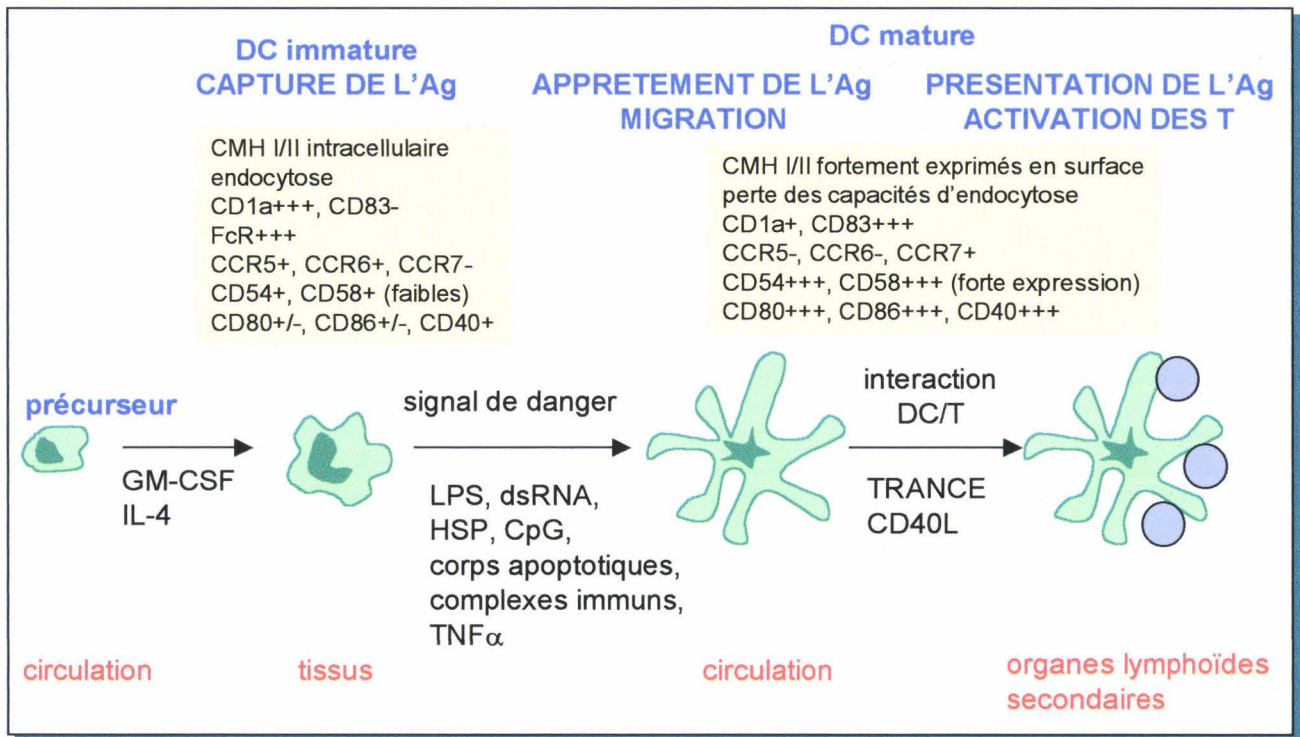 DC immature
CAPTURE DE L'Ag
DC mature
APPRETEMENT DE L'Ag
MIGRATION
PRESENTATION DE L'Ag
ACTIVATION DES T
CMH I/II intracellulaire
endocytose
CD1a+++, CD83-
FcR+++
CCR5+, CCR6+, CCR7-
CD54+, CD58+ (faibles)
CD80+/-, CD86+/-, CD40+
CMH I/II fortement exprimés en surface
perte des capacités d'endocytose
CD1a+, CD83+++
CCR5-, CCR6-, CCR7+
CD54+++, CD58+++ (forte expression)
CD80+++, CD86+++, CD40+++
précurseur
GM-CSF
IL-4
signal de danger
LPS, dsRNA,
HSP, CpG,
corps apoptotiques,
complexes immuns,
TNFα
interaction
DC/T
TRANCE
CD40L
circulation
tissus
circulation
organes lymphoïdes
secondaires